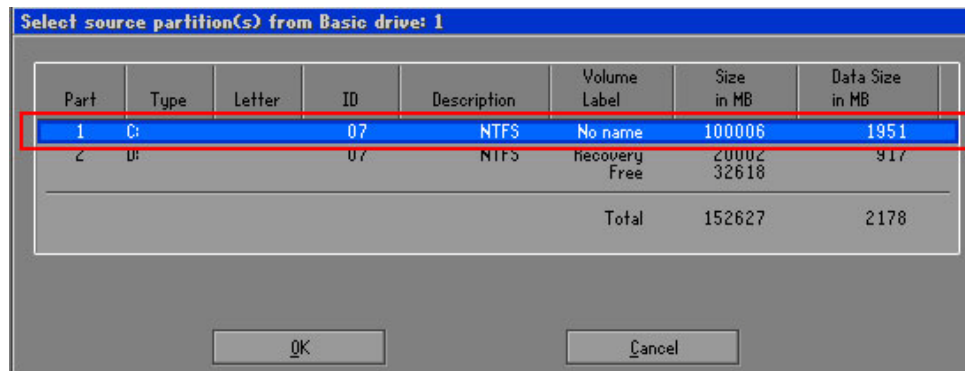 Select source partition(s) from Basic drive: 1
Volume Size Data Size
Part Type Letter ID Description Label in MB in MB
1 C: 07 NTFS No name 100006 1951
2 D: 07 NTFS Recovery 20002 917
Free 32618
Total 152627 2178
OK Cancel